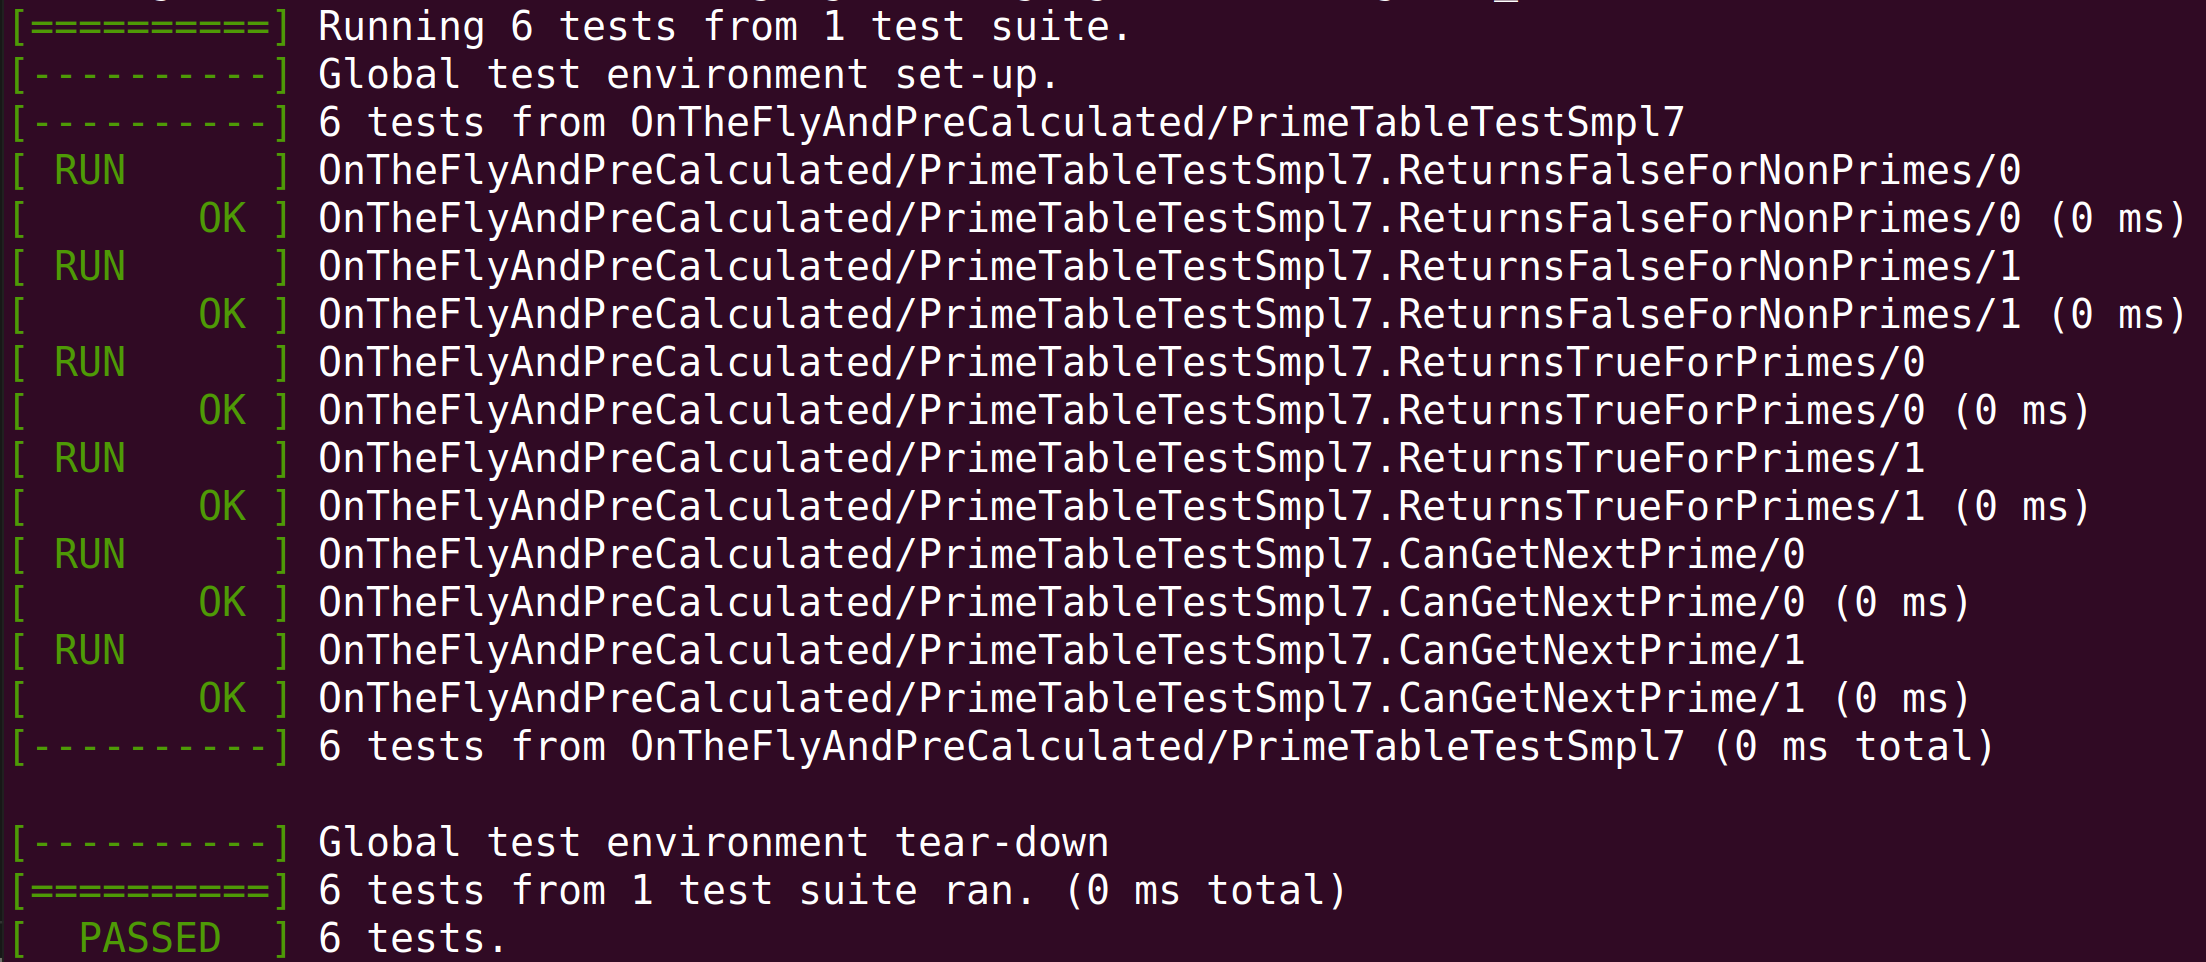 [==========] Running 6 tests from 1 test suite.
[----------] Global test environment set-up.
[----------] 6 tests from OnTheFlyAndPreCalculated/PrimeTableTestSmpl7
[ RUN      ] OnTheFlyAndPreCalculated/PrimeTableTestSmpl7.ReturnsFalseForNonPrimes/0
[       OK ] OnTheFlyAndPreCalculated/PrimeTableTestSmpl7.ReturnsFalseForNonPrimes/0 (0 ms)
[ RUN      ] OnTheFlyAndPreCalculated/PrimeTableTestSmpl7.ReturnsFalseForNonPrimes/1
[       OK ] OnTheFlyAndPreCalculated/PrimeTableTestSmpl7.ReturnsFalseForNonPrimes/1 (0 ms)
[ RUN      ] OnTheFlyAndPreCalculated/PrimeTableTestSmpl7.ReturnsTrueForPrimes/0
[       OK ] OnTheFlyAndPreCalculated/PrimeTableTestSmpl7.ReturnsTrueForPrimes/0 (0 ms)
[ RUN      ] OnTheFlyAndPreCalculated/PrimeTableTestSmpl7.ReturnsTrueForPrimes/1
[       OK ] OnTheFlyAndPreCalculated/PrimeTableTestSmpl7.ReturnsTrueForPrimes/1 (0 ms)
[ RUN      ] OnTheFlyAndPreCalculated/PrimeTableTestSmpl7.CanGetNextPrime/0
[       OK ] OnTheFlyAndPreCalculated/PrimeTableTestSmpl7.CanGetNextPrime/0 (0 ms)
[ RUN      ] OnTheFlyAndPreCalculated/PrimeTableTestSmpl7.CanGetNextPrime/1
[       OK ] OnTheFlyAndPreCalculated/PrimeTableTestSmpl7.CanGetNextPrime/1 (0 ms)
[----------] 6 tests from OnTheFlyAndPreCalculated/PrimeTableTestSmpl7 (0 ms total)
[----------] Global test environment tear-down
[==========] 6 tests from 1 test suite ran. (0 ms total)
[  PASSED  ] 6 tests.